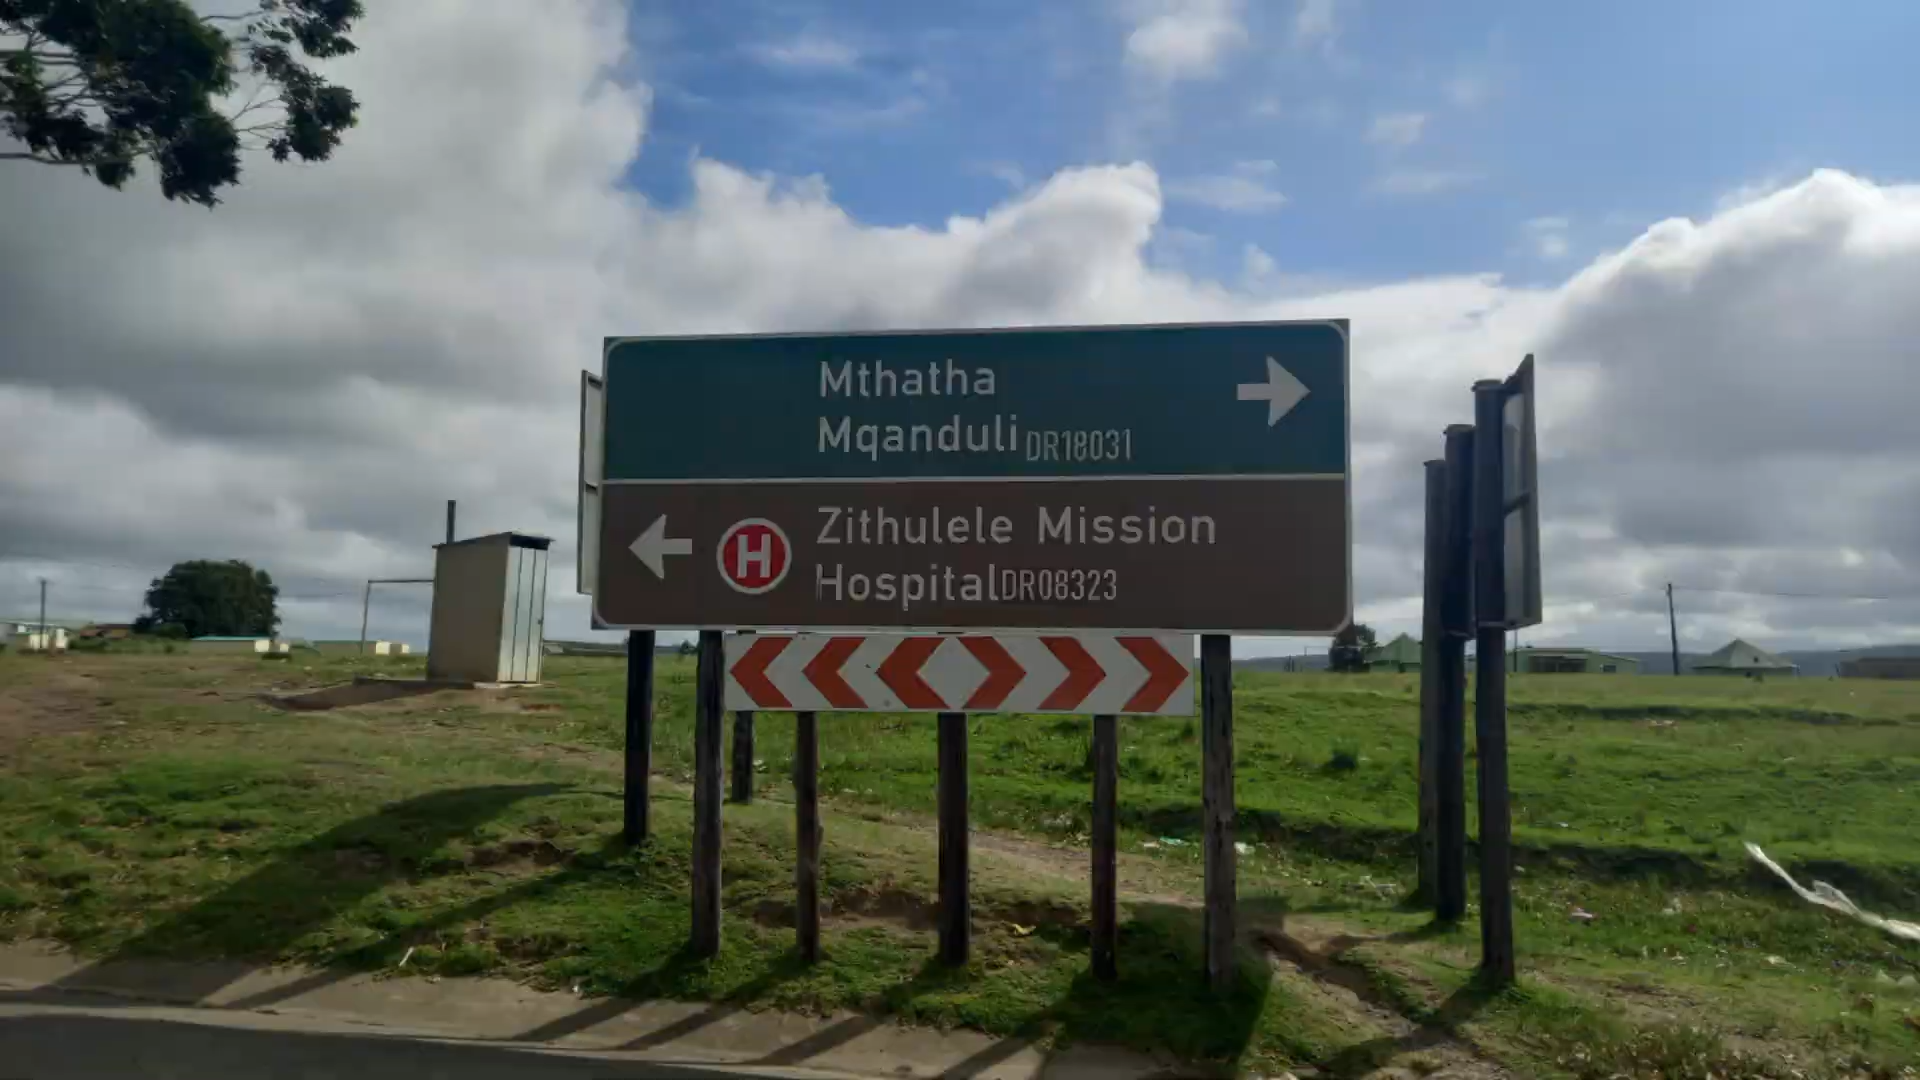 Mthatha
Mqanduli DR18031
H Zithulele Mission
Hospital DR08323